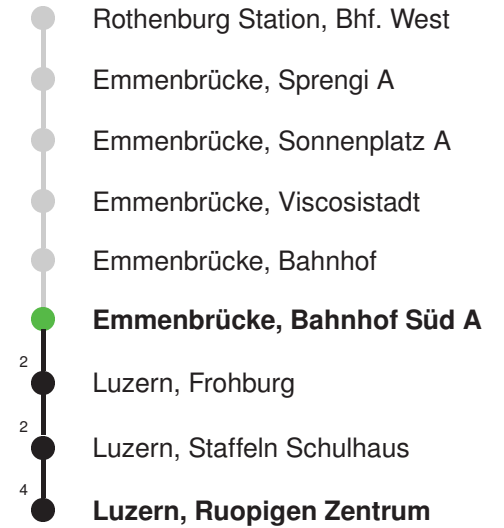 Rothenburg Station, Bhf. West
Emmenbrücke, Sprengi A
Emmenbrücke, Sonnenplatz A
Emmenbrücke, Viscosistadt
Emmenbrücke, Bahnhof
Emmenbrücke, Bahnhof Süd A
2
Luzern, Frohburg
2
Luzern, Staffeln Schulhaus
4
Luzern, Ruopigen Zentrum